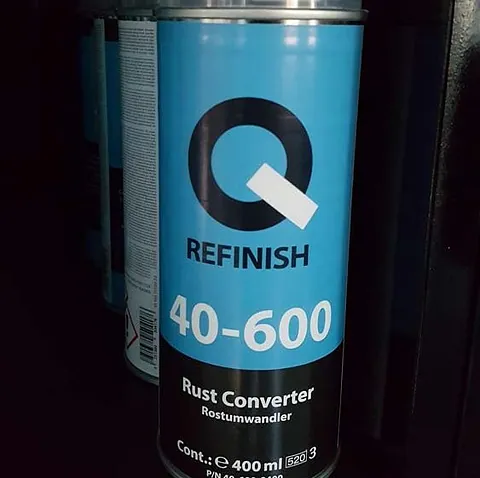 Q
REFINISH
40-600
Rust Converter
Rostumwandler
Cont.: ℮ 400 ml 520 3